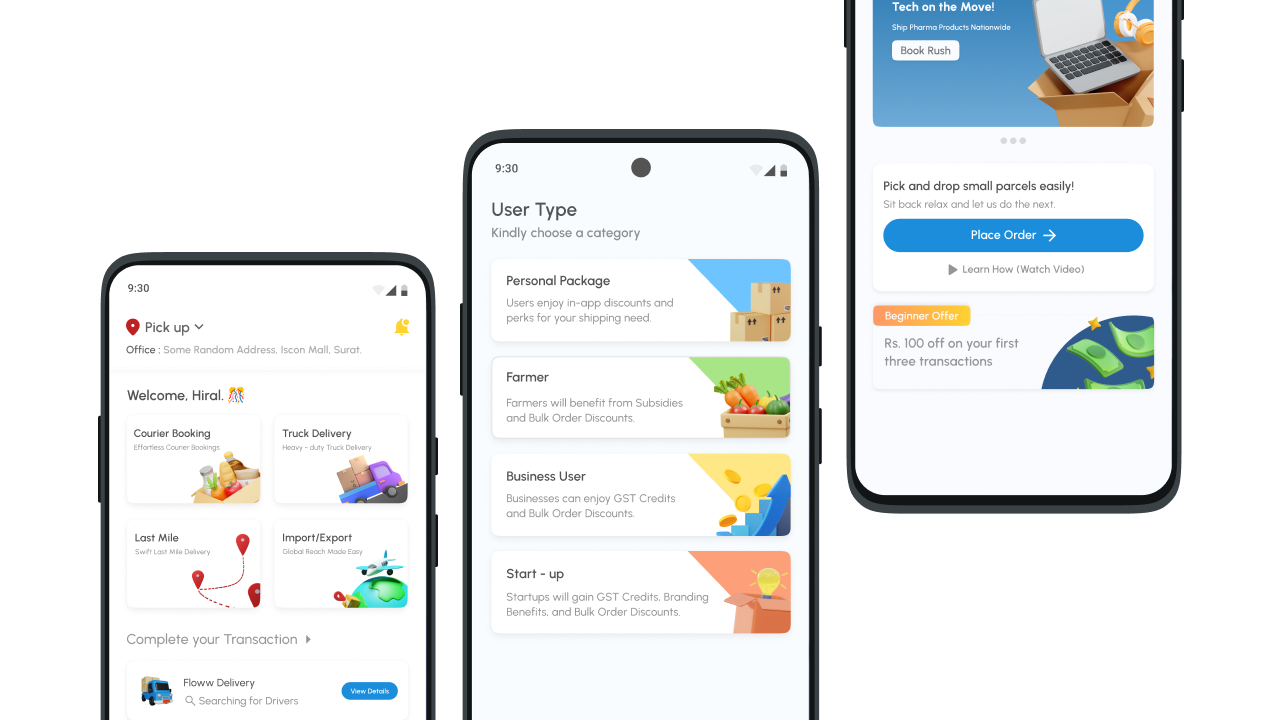 9:30
Pick up
Office : Some Random Address, Iscon Mall, Surat.
Welcome, Hiral.
Courier Booking
Effortless Courier Bookings
Truck Delivery
Heavy - duty Truck Delivery
Last Mile
Swift Last Mile Delivery
Import/Export
Global Reach Made Easy
Complete your Transaction
Floww Delivery
Searching for Drivers
View Details
9:30
User Type
Kindly choose a category
Personal Package
Users enjoy in-app discounts and
perks for your shipping need.
Farmer
Farmers will benefit from Subsidies
and Bulk Order Discounts.
Business User
Businesses can enjoy GST Credits
and Bulk Order Discounts.
Start - up
Startups will gain GST Credits, Branding
Benefits, and Bulk Order Discounts.
Tech on the Move!
Ship Pharma Products Nationwide
Book Rush
Pick and drop small parcels easily!
Sit back relax and let us do the next.
Place Order
Learn How (Watch Video)
Beginner Offer
Rs. 100 off on your first
three transactions